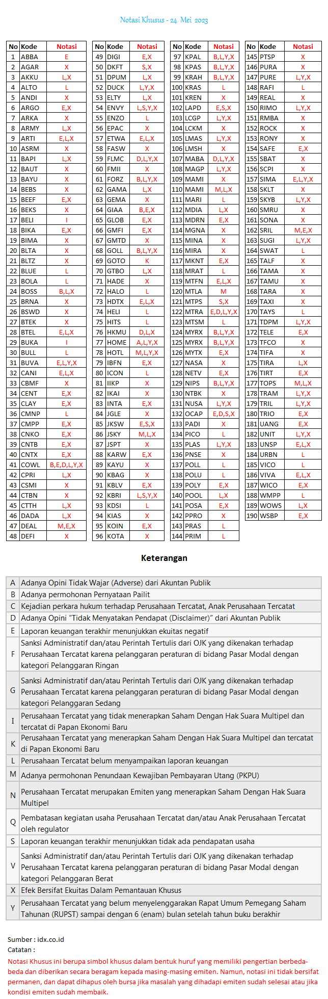 Notasi Khusus - 24 Mei 2023
No Kode Notasi
1 ABBA E
2 AGAR X
3 AKKU L,X
4 ALTO L
5 ANDI X
6 ARGO E,X
7 ARKA X
8 ARMY L,X
9 ARTI E,L,X
10 ASRM X
11 BAPI L,X
12 BAUT X
13 BAYU X
14 BEBS X
15 BEEF E,X
16 BEKS X
17 BELI I
18 BIKA E,X
19 BIMA X
20 BLTA X
21 BLTZ X
22 BLUE L
23 BOLA L
24 BOSS B,L,X
25 BRNA X
26 BSWD X
27 BTEK X
28 BTEL E,L,X
29 BUKA I
30 BULL L
31 BUVA E,L,Y,X
32 CANI E,L,X
33 CBMF X
34 CENT E,X
35 CLAY E,X
36 CMNP L
37 CMPP E,X
38 CNKO E,X
39 CNTB E,X
40 CNTX E,X
41 COWL B,E,D,L,Y,X
42 CPRI L,X
43 CSMI X
44 CTBN X
45 CTTH L,X
46 DADA L,X
47 DEAL M,E,X
48 DEFI X
No Kode Notasi
49 DIGI E,X
50 DKFT S,X
51 DPUM L,X
52 DUCK L,Y,X
53 ELTY L,X
54 ENVY L,S,Y,X
55 ENZO L
56 EPAC X
57 ETWA E,L,X
58 FASW X
59 FLMC D,L,Y,X
60 FMII X
61 FORZ B,L,Y,X
62 GAMA L,X
63 GEMA X
64 GIAA B,E,X
65 GLOB E,X
66 GMFI E,X
67 GMTD X
68 GOLL B,L,Y,X
69 GOTO K
70 GTBO L,X
71 HADE X
72 HALO L
73 HDTX E,L,X
74 HELI L
75 HITS L
76 HKMU D,L,X
77 HOME A,L,Y,X
78 HOTL M,L,Y,X
79 IBFN E,X
80 ICON L
81 IIKP X
82 IKAI X
83 INTA E,X
84 JGLE X
85 JKSW E,S,X
86 JSKY M,L,X
87 JSPT X
88 KARW E,X
89 KAYU X
90 KBAG X
91 KBLV E,X
92 KBRI L,S,Y,X
93 KDSI L
94 KIAS X
95 KOIN E,X
96 KOTA X
No Kode Notasi
97 KPAL B,L,Y,X
98 KPAS B,L,Y,X
99 KRAH B,L,Y,X
100 KRAS L
101 KREN X
102 LAPD E,S,X
103 LCGP L,Y,X
104 LCKM X
105 LMAS L,Y,X
106 LMSH X
107 MABA D,L,Y,X
108 MAGP L,Y,X
109 MAMI X
110 MAMI M,L,X
111 MARI L
112 MDIA L,X
113 MDRN E,X
114 MGNA X
115 MINA X
116 MIRA X
117 MKNT E,X
118 MRAT L
119 MTFN E,L,X
120 MTLA M
121 MTPS S,X
122 MTRA E,D,L,Y,X
123 MTSM L
124 MYRX B,L,Y,X
125 MYRX B,L,Y,X
126 MYTX E,X
127 NASA X
128 NETV E,X
129 NIPS B,L,Y,X
130 NTBK X
131 NUSA L,Y,X
132 OCAP E,D,S,X
133 PADI X
134 PICO L
135 PLAS L,Y,X
136 PNSE X
137 POLL L
138 POLU L
139 POLY E,X
140 POOL L,X
141 POSA E,X
142 PPRO X
143 PRAS L
144 PRIM L
No Kode Notasi
145 PTSP X
146 PURA X
147 PURE L,Y,X
148 RAFI L
149 REAL X
150 RIMO L,Y,X
151 RMBA X
152 ROCK X
153 RONY X
154 SAFE E,X
155 SBAT X
156 SCPI X
157 SIMA E,L,Y,X
158 SKLT X
159 SKYB L,Y,X
160 SMRU X
161 SONA X
162 SRIL M,E,X
163 SUGI L,Y,X
164 SWAT L
165 TALF X
166 TAMA X
167 TAMU X
168 TARA X
169 TAXI X
170 TAYS L
171 TDPM L,Y,X
172 TELE E,X
173 TFCO X
174 TIFA X
175 TIRA L,X
176 TIRT E,X
177 TOPS M,L,X
178 TRAM L,Y,X
179 TRIL L,Y,X
180 TRIO E,X
181 UANG E,X
182 UNIT L,Y,X
183 UNSP E,L,X
184 URBN L
185 VICO L
186 VIVA E,L,X
187 WICO E,X
188 WMPP L
189 WOWS L,X
190 WSBP E,X
Keterangan
A Adanya Opini Tidak Wajar (Adverse) dari Akuntan Publik
B Adanya permohonan Pernyataan Pailit
C Kejadian perkara hukum terhadap Perusahaan Tercatat, Anak Perusahaan Tercatat
D Adanya Opini “Tidak Menyatakan Pendapat (Disclaimer)” dari Akuntan Publik
E Laporan keuangan terakhir menunjukkan ekuitas negatif
F Sanksi Administratif dan/atau Perintah Tertulis dari OJK yang dikenakan terhadap
Perusahaan Tercatat karena pelanggaran peraturan di bidang Pasar Modal dengan
kategori Pelanggaran Ringan
G Sanksi Administratif dan/atau Perintah Tertulis dari OJK yang dikenakan terhadap
Perusahaan Tercatat karena pelanggaran peraturan di bidang Pasar Modal dengan
kategori Pelanggaran Sedang
I Perusahaan Tercatat yang tidak menerapkan Saham Dengan Hak Suara Multipel dan
tercatat di Papan Ekonomi Baru
K Perusahaan Tercatat yang menerapkan Saham Dengan Hak Suara Multipel dan tercatat
di Papan Ekonomi Baru
L Perusahaan Tercatat belum menyampaikan laporan keuangan
M Adanya permohonan Penundaan Kewajiban Pembayaran Utang (PKPU)
N Perusahaan Tercatat merupakan Emiten yang menerapkan Saham Dengan Hak Suara
Multipel
Q Pembatasan kegiatan usaha Perusahaan Tercatat dan/atau Anak Perusahaan Tercatat
oleh regulator
S Laporan keuangan terakhir menunjukkan tidak ada pendapatan usaha
V Sanksi Administratif dan/atau Perintah Tertulis dari OJK yang dikenakan terhadap
Perusahaan Tercatat karena pelanggaran peraturan di bidang Pasar Modal dengan
kategori Pelanggaran Berat
X Efek Bersifat Ekuitas Dalam Pemantauan Khusus
Y Perusahaan Tercatat yang belum menyelenggarakan Rapat Umum Pemegang Saham
Tahunan (RUPST) sampai dengan 6 (enam) bulan setelah tahun buku berakhir
Sumber : idx.co.id
Catatan :
Notasi Khusus ini berupa simbol khusus dalam bentuk huruf yang memiliki pengertian berbeda-
beda dan diberikan secara beragam kepada masing-masing emiten. Namun, notasi ini tidak bersifat
permanen, dan dapat dihapus oleh bursa jika masalah yang dihadapi emiten sudah selesai atau jika
kondisi emiten sudah membaik.